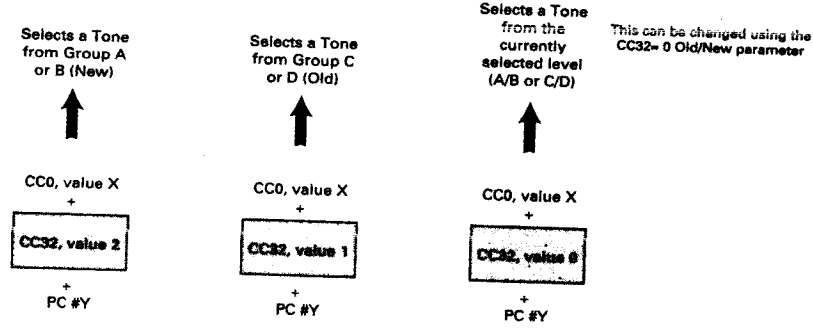 Selects a Tone
from Group A
or B (New)
CC0, value X
+
CC32, value 2
+
PC #Y
Selects a Tone
from Group C
or D (Old)
CC0, value X
+
CC32, value 1
+
PC #Y
Selects a Tone
from the
currently
selected level
(A/B or C/D)
CC0, value X
+
CC32, value 0
+
PC #Y
This can be changed using the
CC32= 0 Old/New parameter